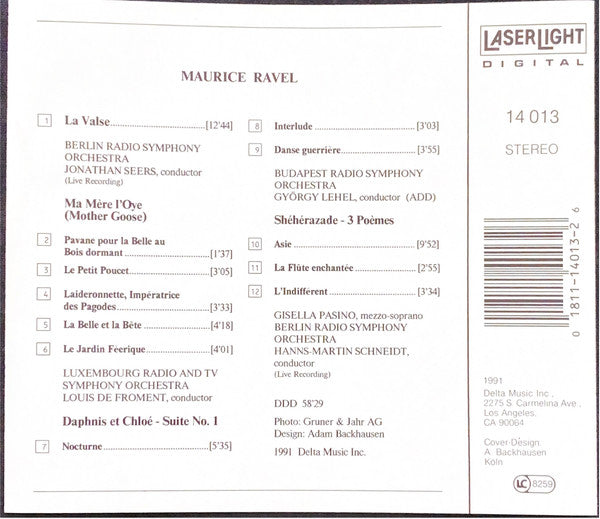 MAURICE RAVEL
1 La Valse [12'44]
BERLIN RADIO SYMPHONY
ORCHESTRA
JONATHAN SEERS, conductor
(Live Recording)
Ma Mère l'Oye
(Mother Goose)
2 Pavane pour la Belle au
Bois dormant [1'37]
3 Le Petit Poucet [3'05]
4 Laideronnette, Impératrice
des Pagodes [3'33]
5 La Belle et la Bête [4'18]
6 Le Jardin Féerique [4'01]
LUXEMBOURG RADIO AND TV
SYMPHONY ORCHESTRA
LOUIS DE FROMENT, conductor
Daphnis et Chloé - Suite No. 1
7 Nocturne [5'35]
8 Interlude [3'03]
9 Danse guerrière [3'55]
BUDAPEST RADIO SYMPHONY
ORCHESTRA
GYÖRGY LEHEL, conductor (ADD)
Shéhérazade - 3 Poèmes
10 Asie [9'52]
11 La Flûte enchantée [2'55]
12 L'Indifférent [3'34]
GISELLA PASINO, mezzo-soprano
BERLIN RADIO SYMPHONY
ORCHESTRA
HANNS-MARTIN SCHNEIDT,
conductor
(Live Recording)
DDD 58'29
Photo: Gruner & Jahr AG
Design: Adam Backhausen
1991 Delta Music Inc.
LASERLIGHT
DIGITAL
14 013
STEREO
0 1811-14013-2 6
1991
Delta Music Inc.,
2275 S. Carmelina Ave.,
Los Angeles,
CA 90064
Cover-Design:
A. Backhausen
Köln
LC 8259